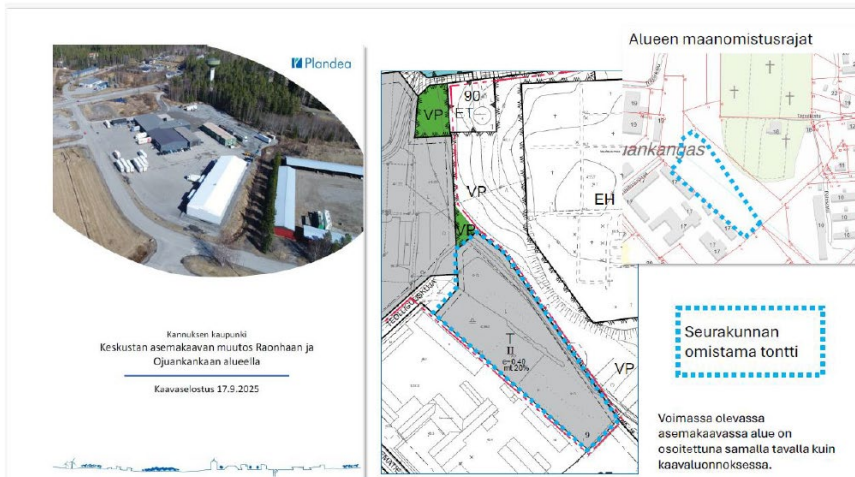 Plandea
Kannuksen kaupunki
Keskustan asemakaavan muutos Raonhaan ja
Ojuankankaan alueella
Kaavaselostus 17.9.2025
90
ET
VP
VP
VP
EH
T
II
e=0,40
mt.20%
VP
9
Alueen maanomistusrajat
Seurakunnan
omistama tontti
Voimassa olevassa
asemakaavassa alue on
osoitettuna samalla tavalla kuin
kaavaluonnoksessa.